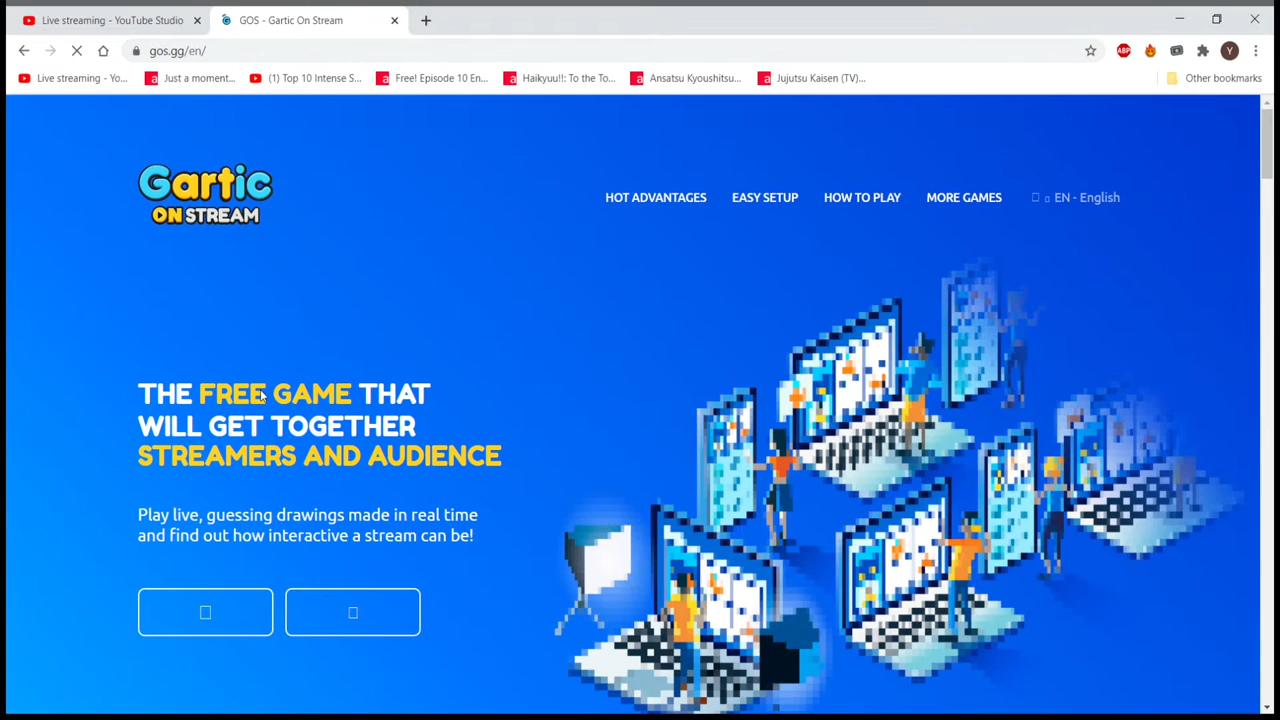 Live streaming - YouTube Studio
GOS - Gartic On Stream
gos.gg/en/
ABP
Y
Live streaming - Yo...
Just a moment...
(1) Top 10 Intense S...
Free! Episode 10 En...
Haikyuu!!: To the To...
Ansatsu Kyoushitsu...
Jujutsu Kaisen (TV)...
Other bookmarks
Gartic
ON STREAM
HOT ADVANTAGES
EASY SETUP
HOW TO PLAY
MORE GAMES
EN - English
THE FREE GAME THAT
WILL GET TOGETHER
STREAMERS AND AUDIENCE
Play live, guessing drawings made in real time
and find out how interactive a stream can be!